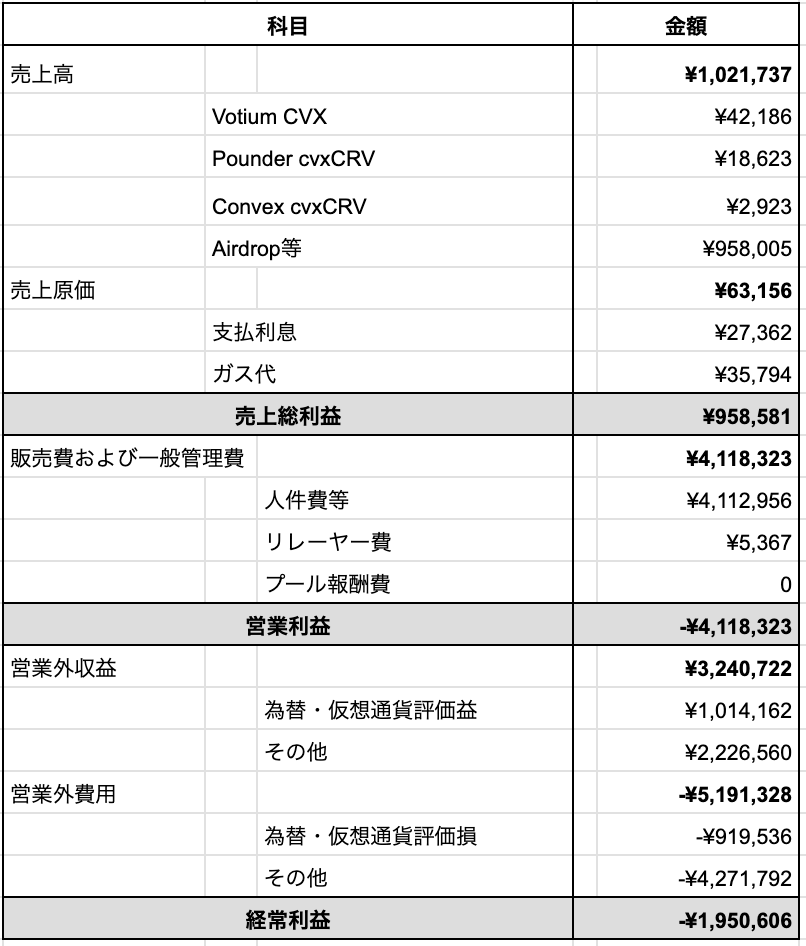 科目 金額
売上高 ¥1,021,737
Votium CVX ¥42,186
Pounder cvxCRV ¥18,623
Convex cvxCRV ¥2,923
Airdrop等 ¥958,005
売上原価 ¥63,156
支払利息 ¥27,362
ガス代 ¥35,794
売上総利益 ¥958,581
販売費および一般管理費 ¥4,118,323
人件費等 ¥4,112,956
リレーヤー費 ¥5,367
プール報酬費 0
営業利益 -¥4,118,323
営業外収益 ¥3,240,722
為替・仮想通貨評価益 ¥1,014,162
その他 ¥2,226,560
営業外費用 -¥5,191,328
為替・仮想通貨評価損 -¥919,536
その他 -¥4,271,792
経常利益 -¥1,950,606